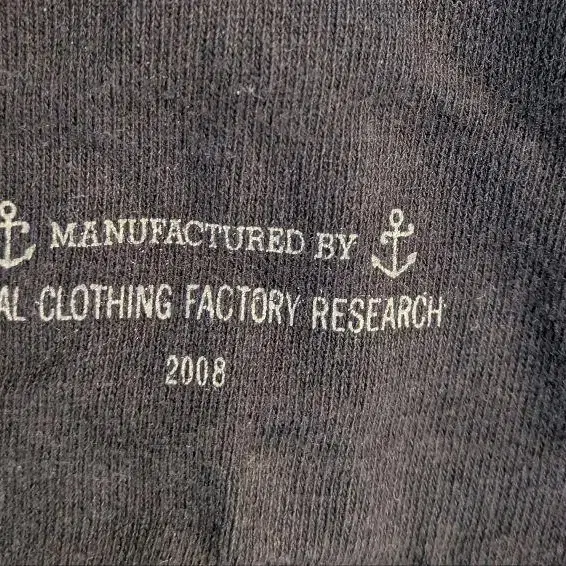 MANUFACTURED BY
AL CLOTHING FACTORY RESEARCH
2008